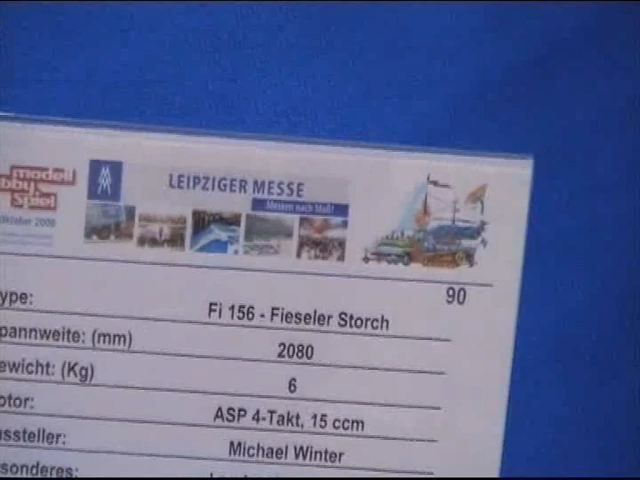 modell
bby
Spiel
Oktober 2008
LEIPZIGER MESSE
Messen nach Maß!
90
ype: Fi 156 - Fieseler Storch
pannweite: (mm) 2080
ewicht: (Kg) 6
otor: ASP 4-Takt, 15 ccm
ussteller: Michael Winter
sonderes: